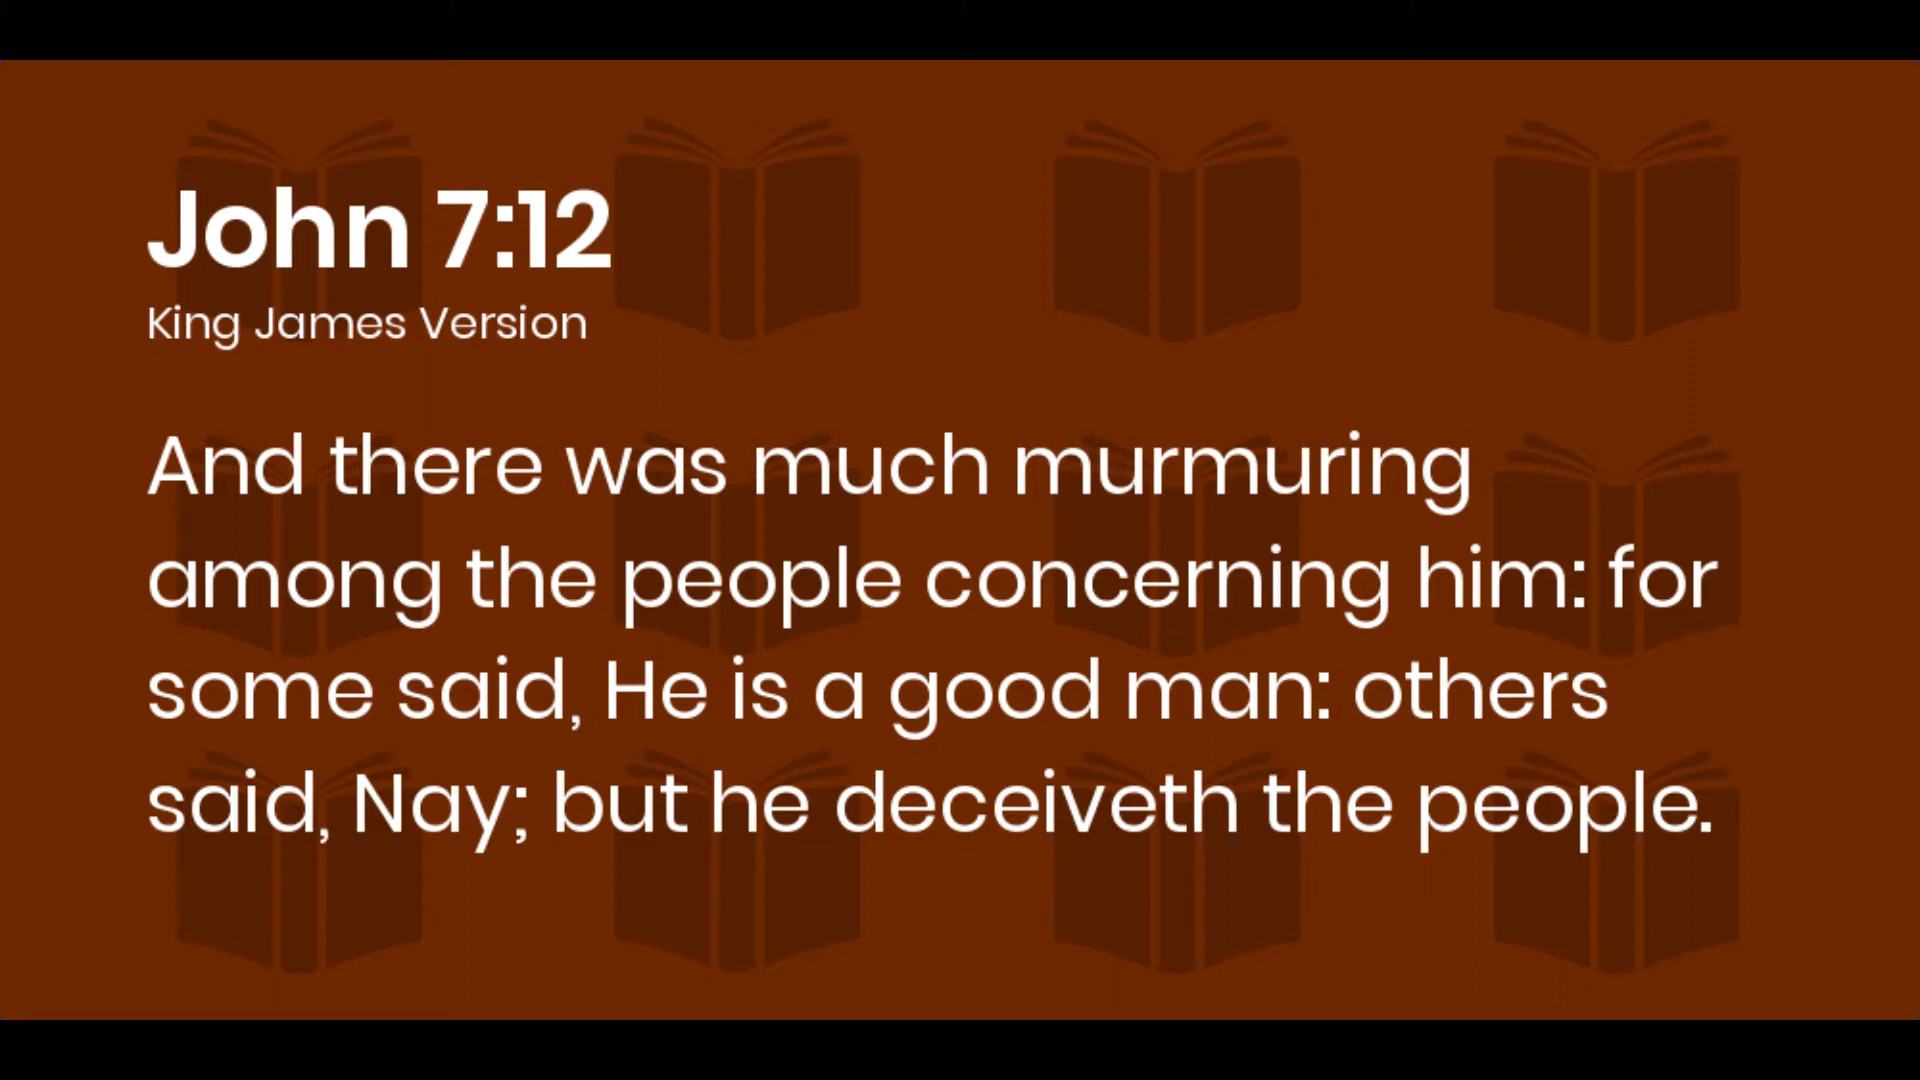 John 7:12
King James Version
And there was much murmuring
among the people concerning him: for
some said, He is a good man: others
said, Nay; but he deceiveth the people.